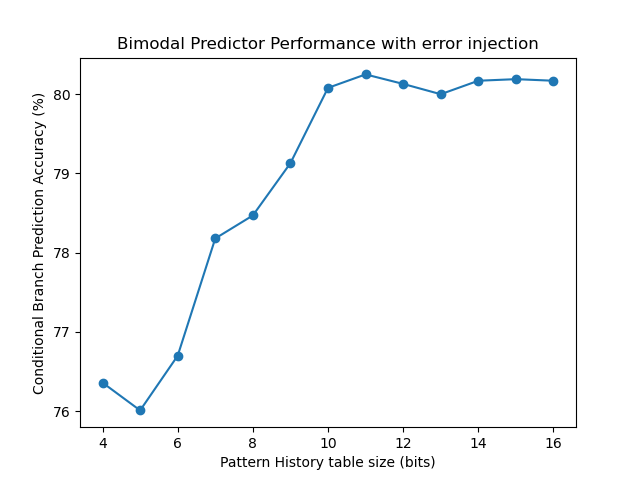 Bimodal Predictor Performance with error injection
Conditional Branch Prediction Accuracy (%)
80
79
78
77
76
4 6 8 10 12 14 16
Pattern History table size (bits)